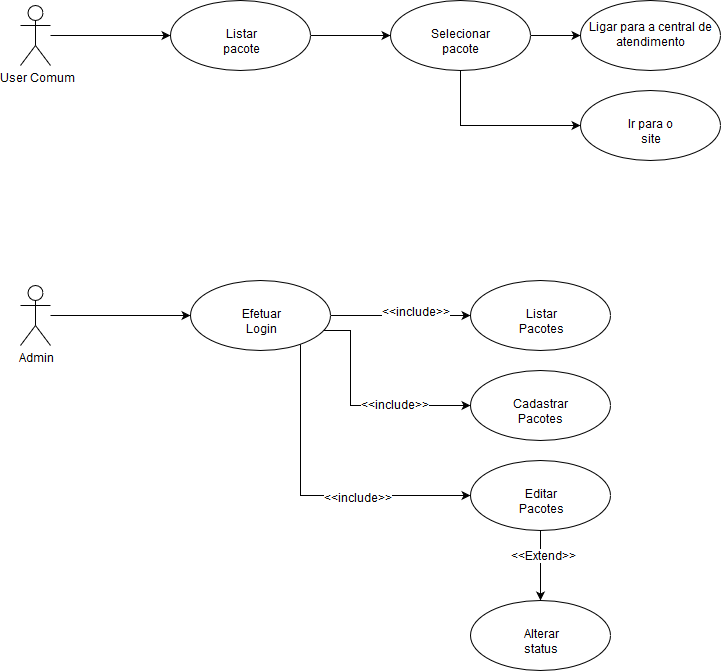 User Comum
Listar
pacote
Selecionar
pacote
Ligar para a central de
atendimento
Ir para o
site
Admin
Efetuar
Login
<<include>>
Listar
Pacotes
<<include>>
Cadastrar
Pacotes
<<include>>
Editar
Pacotes
<<Extend>>
Alterar
status